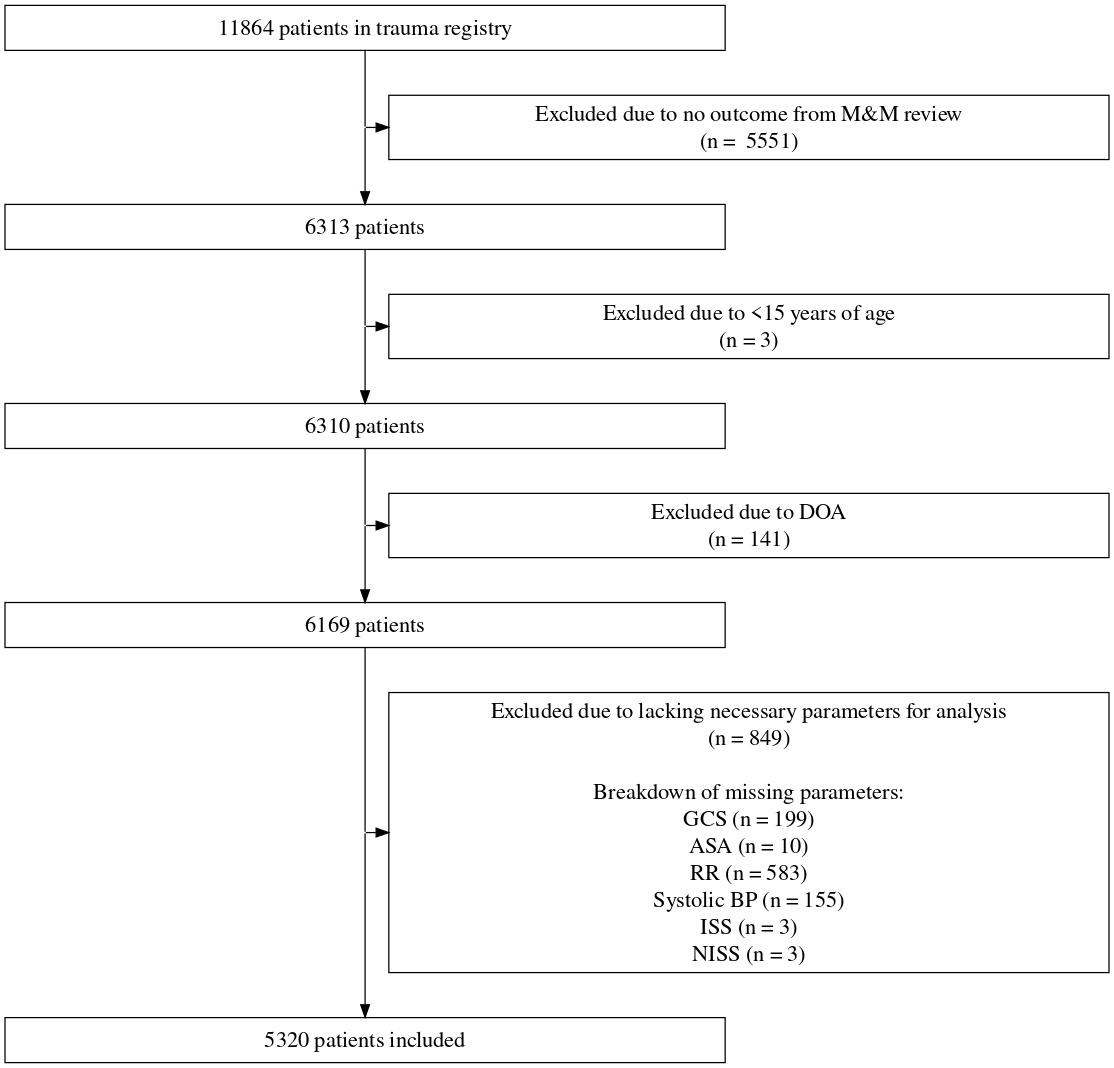 11864 patients in trauma registry
Excluded due to no outcome from M&M review
(n =  5551)
6313 patients
Excluded due to <15 years of age
(n = 3)
6310 patients
Excluded due to DOA
(n = 141)
6169 patients
Excluded due to lacking necessary parameters for analysis
(n = 849)
Breakdown of missing parameters:
GCS (n = 199)
ASA (n = 10)
RR (n = 583)
Systolic BP (n = 155)
ISS (n = 3)
NISS (n = 3)
5320 patients included